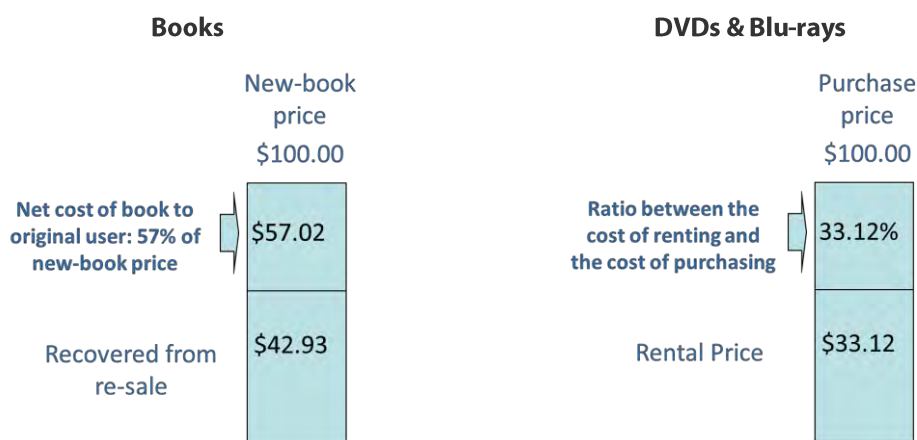 Books
New-book
price
$100.00
Net cost of book to
original user: 57% of
new-book price
$57.02
Recovered from
re-sale
$42.93
DVDs & Blu-rays
Purchase
price
$100.00
Ratio between the
cost of renting and
the cost of purchasing
33.12%
Rental Price
$33.12